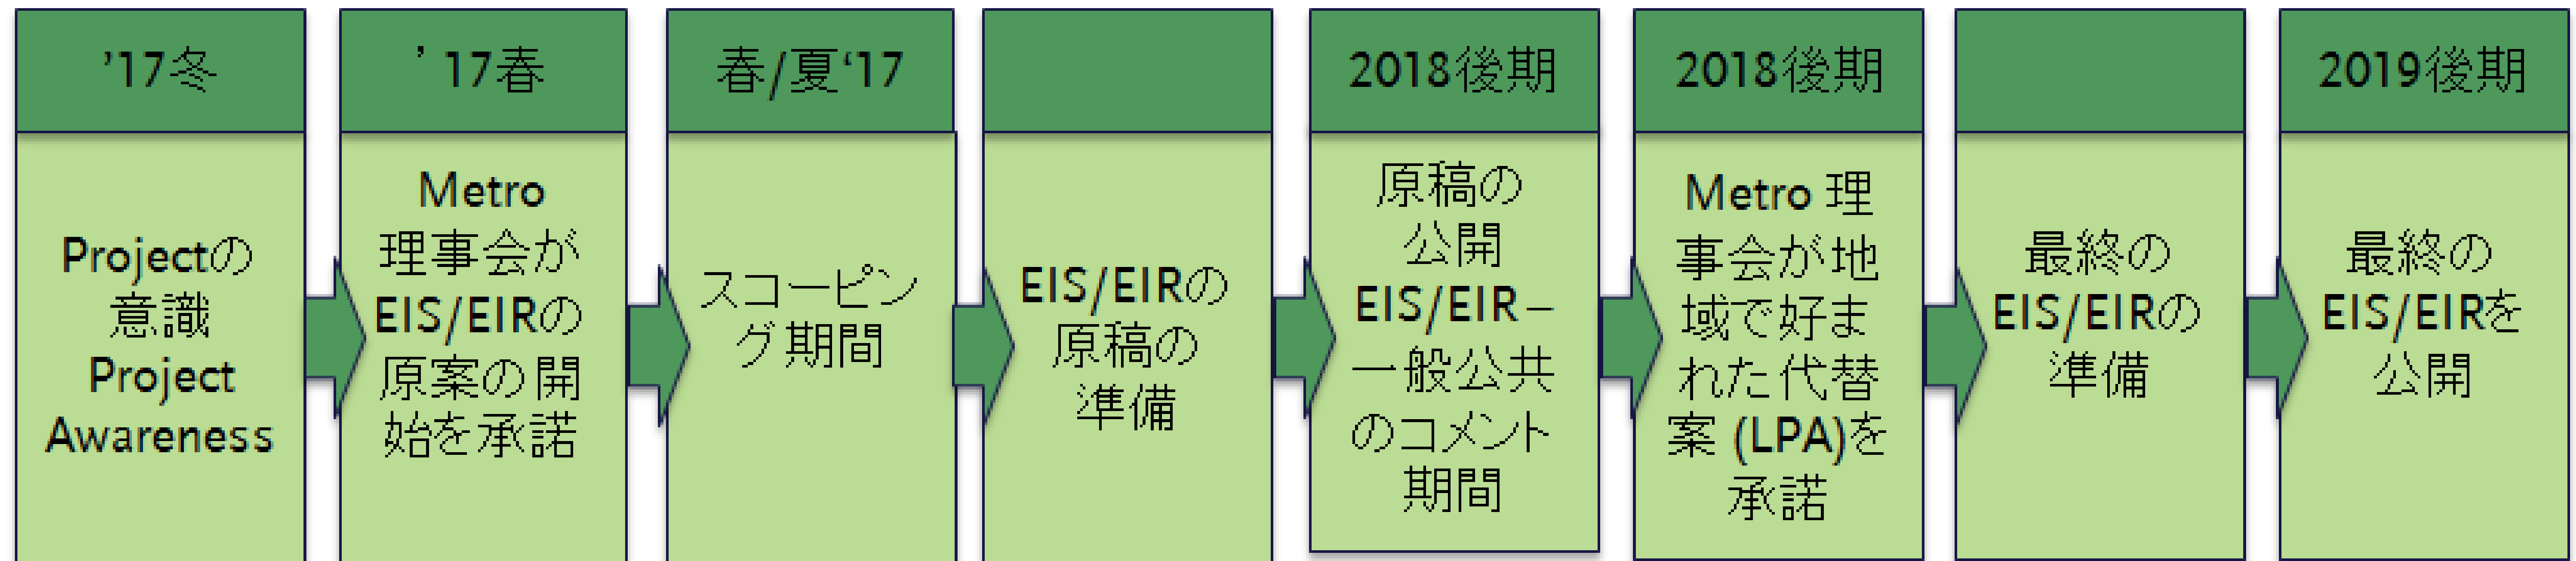 ’17冬
Projectの
意識
Project
Awareness
’ 17春
Metro
理事会が
EIS/EIRの
原案の開
始を承諾
春/夏‘17
スコーピン
グ期間
EIS/EIRの
原稿の
準備
2018後期
原稿の
公開
EIS/EIR–
一般公共
のコメント
期間
2018後期
Metro 理
事会が地
域で好ま
れた代替
案 (LPA)を
承諾
最終の
EIS/EIRの
準備
2019後期
最終の
EIS/EIRを
公開